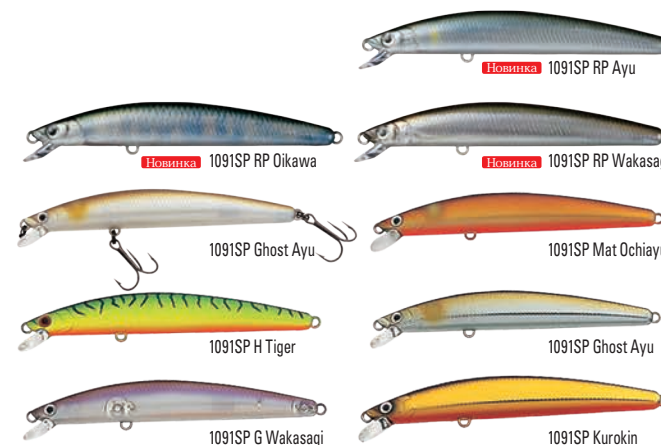 Новинка 1091SP RP Ayu
Новинка 1091SP RP Oikawa
Новинка 1091SP RP Wakasag
1091SP Ghost Ayu
1091SP Mat Ochiayu
1091SP H Tiger
1091SP Ghost Ayu
1091SP G Wakasagi
1091SP Kurokin